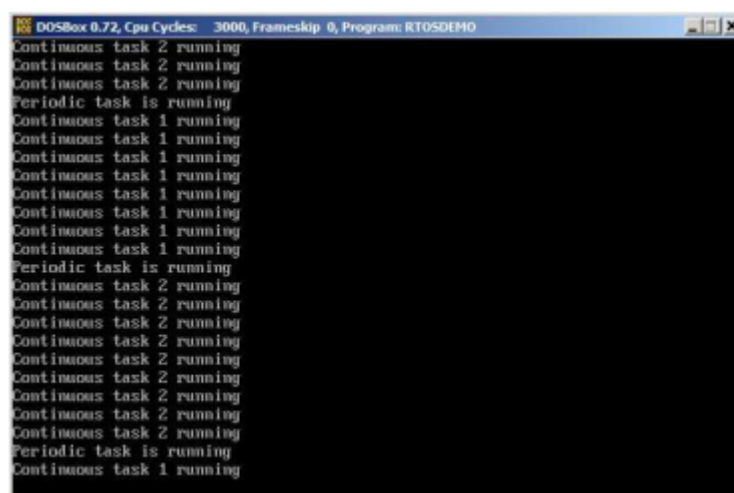 DOSBox 0.72, Cpu Cycles: 3000, Frameskip 0, Program: RTOSDEMO
Continuous task 2 running
Continuous task 2 running
Continuous task 2 running
Periodic task is running
Continuous task 1 running
Continuous task 1 running
Continuous task 1 running
Continuous task 1 running
Continuous task 1 running
Continuous task 1 running
Continuous task 1 running
Continuous task 1 running
Periodic task is running
Continuous task 2 running
Continuous task 2 running
Continuous task 2 running
Continuous task 2 running
Continuous task 2 running
Continuous task 2 running
Continuous task 2 running
Continuous task 2 running
Continuous task 2 running
Periodic task is running
Continuous task 1 running